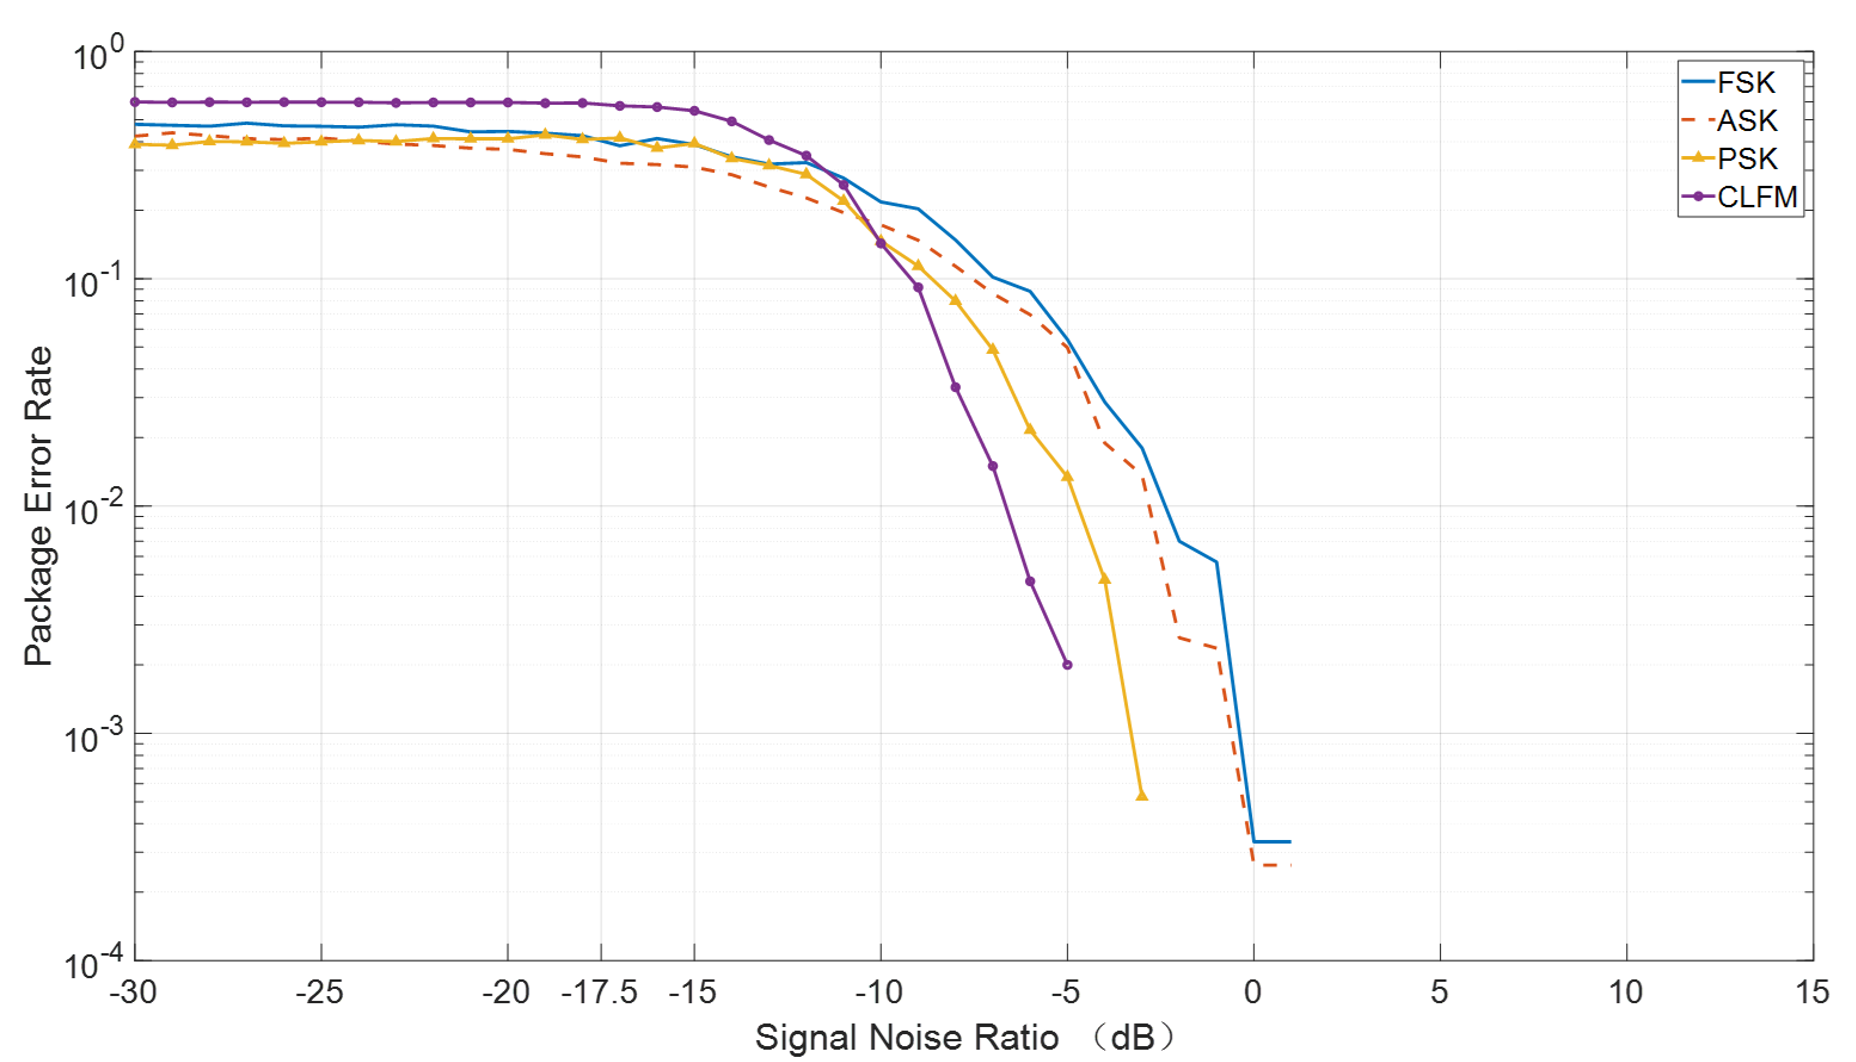 10^0
10^-1
10^-2
10^-3
10^-4
Package Error Rate
FSK
ASK
PSK
CLFM
-30 -25 -20 -17.5 -15 -10 -5 0 5 10 15
Signal Noise Ratio （dB）